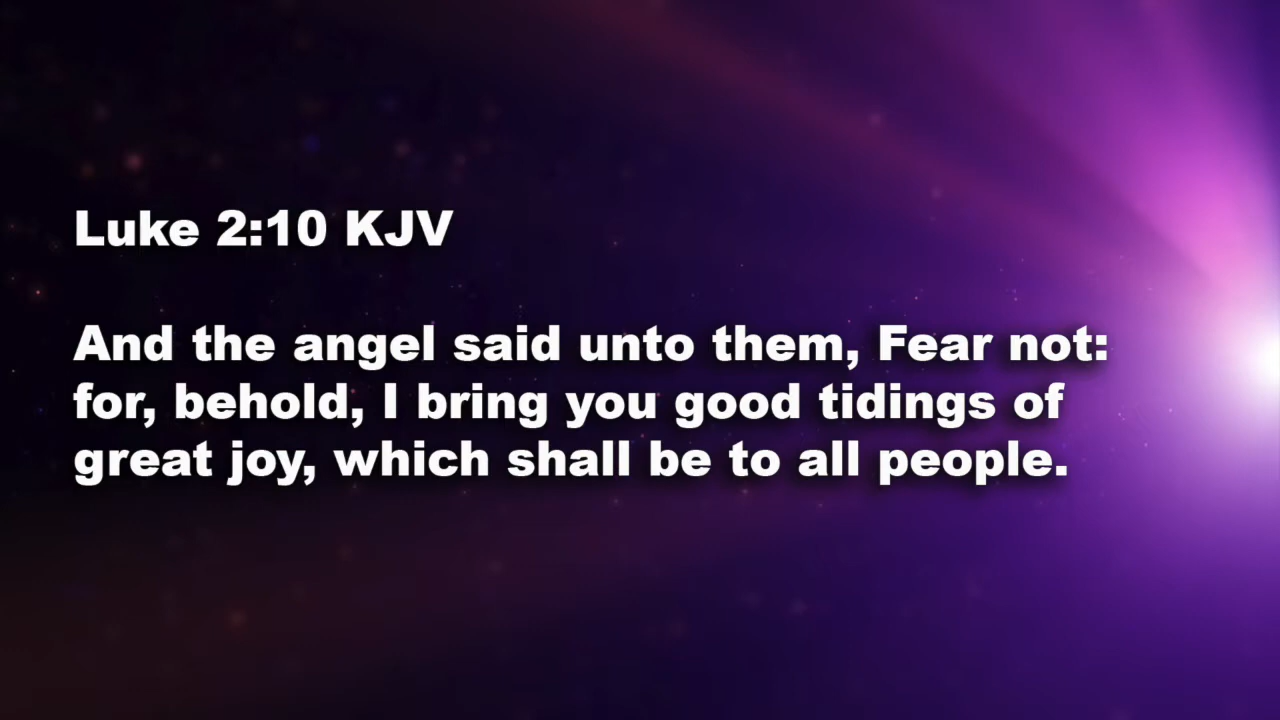 Luke 2:10 KJV
And the angel said unto them, Fear not:
for, behold, I bring you good tidings of
great joy, which shall be to all people.